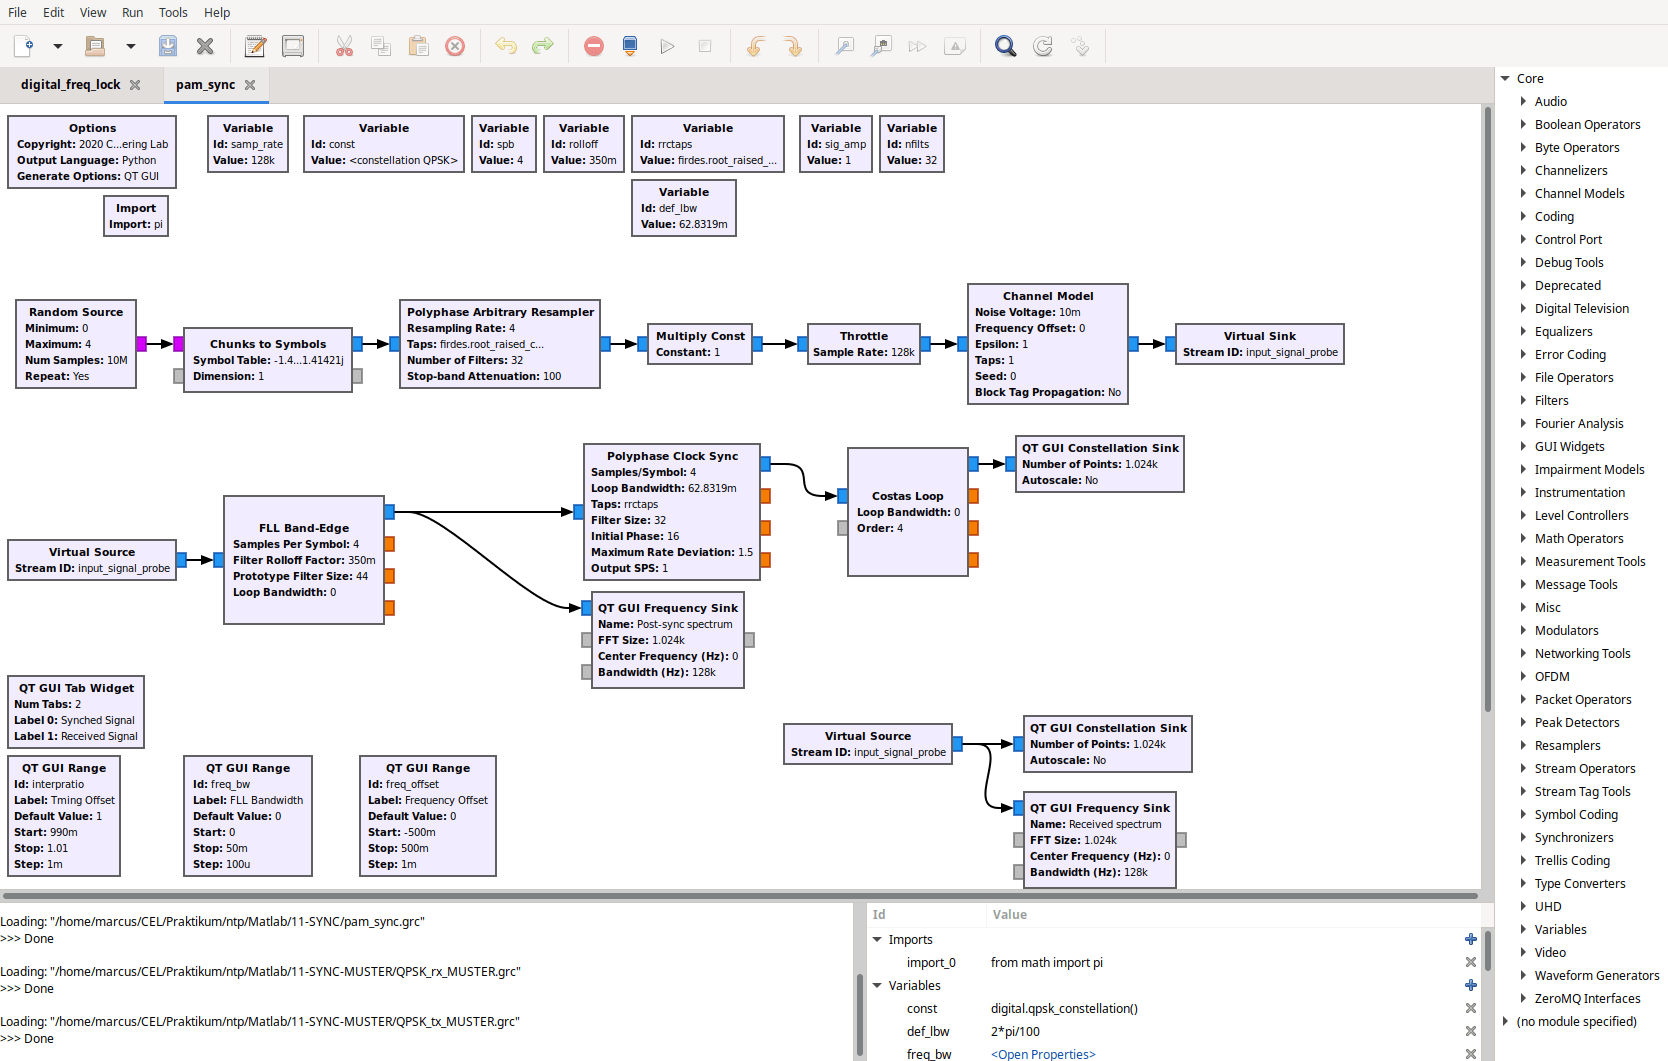 File Edit View Run Tools Help
digital_freq_lock
pam_sync
Options
Copyright: 2020 C...ering Lab
Output Language: Python
Generate Options: QT GUI
Import
Import: pi
Variable
Id: samp_rate
Value: 128k
Variable
Id: const
Value: <constellation QPSK>
Variable
Id: spb
Value: 4
Variable
Id: rolloff
Value: 350m
Variable
Id: rrctaps
Value: firdes.root_raised_...
Variable
Id: sig_amp
Value: 1
Variable
Id: nfilts
Value: 32
Variable
Id: def_lbw
Value: 62.8319m
Random Source
Minimum: 0
Maximum: 4
Num Samples: 10M
Repeat: Yes
Chunks to Symbols
Symbol Table: -1.4...1.41421j
Dimension: 1
Polyphase Arbitrary Resampler
Resampling Rate: 4
Taps: firdes.root_raised_c...
Number of Filters: 32
Stop-band Attenuation: 100
Multiply Const
Constant: 1
Throttle
Sample Rate: 128k
Channel Model
Noise Voltage: 10m
Frequency Offset: 0
Epsilon: 1
Taps: 1
Seed: 0
Block Tag Propagation: No
Virtual Sink
Stream ID: input_signal_probe
Virtual Source
Stream ID: input_signal_probe
FLL Band-Edge
Samples Per Symbol: 4
Filter Rolloff Factor: 350m
Prototype Filter Size: 44
Loop Bandwidth: 0
Polyphase Clock Sync
Samples/Symbol: 4
Loop Bandwidth: 62.8319m
Taps: rrctaps
Filter Size: 32
Initial Phase: 16
Maximum Rate Deviation: 1.5
Output SPS: 1
Costas Loop
Loop Bandwidth: 0
Order: 4
QT GUI Constellation Sink
Number of Points: 1.024k
Autoscale: No
QT GUI Frequency Sink
Name: Post-sync spectrum
FFT Size: 1.024k
Center Frequency (Hz): 0
Bandwidth (Hz): 128k
QT GUI Tab Widget
Num Tabs: 2
Label 0: Synched Signal
Label 1: Received Signal
Virtual Source
Stream ID: input_signal_probe
QT GUI Constellation Sink
Number of Points: 1.024k
Autoscale: No
QT GUI Frequency Sink
Name: Received spectrum
FFT Size: 1.024k
Center Frequency (Hz): 0
Bandwidth (Hz): 128k
QT GUI Range
Id: interpratio
Label: Tming Offset
Default Value: 1
Start: 990m
Stop: 1.01
Step: 1m
QT GUI Range
Id: freq_bw
Label: FLL Bandwidth
Default Value: 0
Start: 0
Stop: 50m
Step: 100u
QT GUI Range
Id: freq_offset
Label: Frequency Offset
Default Value: 0
Start: -500m
Stop: 500m
Step: 1m
Loading: "/home/marcus/CEL/Praktikum/ntp/Matlab/11-SYNC/pam_sync.grc"
>>> Done
Loading: "/home/marcus/CEL/Praktikum/ntp/Matlab/11-SYNC-MUSTER/QPSK_rx_MUSTER.grc"
>>> Done
Loading: "/home/marcus/CEL/Praktikum/ntp/Matlab/11-SYNC-MUSTER/QPSK_tx_MUSTER.grc"
>>> Done
Id Value
Imports
import_0 from math import pi
Variables
const digital.qpsk_constellation()
def_lbw 2*pi/100
freq_bw <Open Properties>
Core
Audio
Boolean Operators
Byte Operators
Channelizers
Channel Models
Coding
Control Port
Debug Tools
Deprecated
Digital Television
Equalizers
Error Coding
File Operators
Filters
Fourier Analysis
GUI Widgets
Impairment Models
Instrumentation
Level Controllers
Math Operators
Measurement Tools
Message Tools
Misc
Modulators
Networking Tools
OFDM
Packet Operators
Peak Detectors
Resamplers
Stream Operators
Stream Tag Tools
Symbol Coding
Synchronizers
Trellis Coding
Type Converters
UHD
Variables
Video
Waveform Generators
ZeroMQ Interfaces
(no module specified)